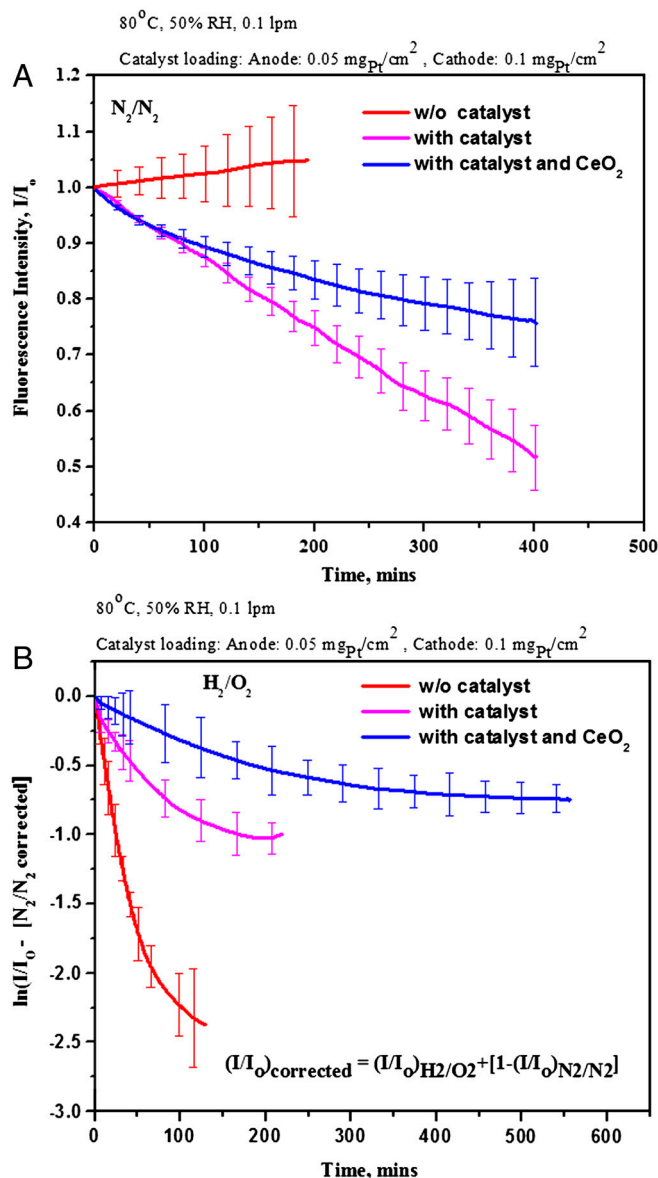 80°C, 50% RH, 0.1 lpm
Catalyst loading: Anode: 0.05 mgPt/cm², Cathode: 0.1 mgPt/cm²
A
N₂/N₂
w/o catalyst
with catalyst
with catalyst and CeO₂
1.2
1.1
1.0
0.9
0.8
0.7
0.6
0.5
0.4
Fluorescence Intensity, I/Io
0
100
200
300
400
500
Time, mins
80°C, 50% RH, 0.1 lpm
Catalyst loading: Anode: 0.05 mgPt/cm², Cathode: 0.1 mgPt/cm²
B
H₂/O₂
w/o catalyst
with catalyst
with catalyst and CeO₂
0.0
-0.5
-1.0
-1.5
-2.0
-2.5
-3.0
ln(I/Io - [N₂/N₂ corrected]
(I/Io)corrected = (I/Io)H2/O2+[1-(I/Io)N2/N2]
0
100
200
300
400
500
600
Time, mins